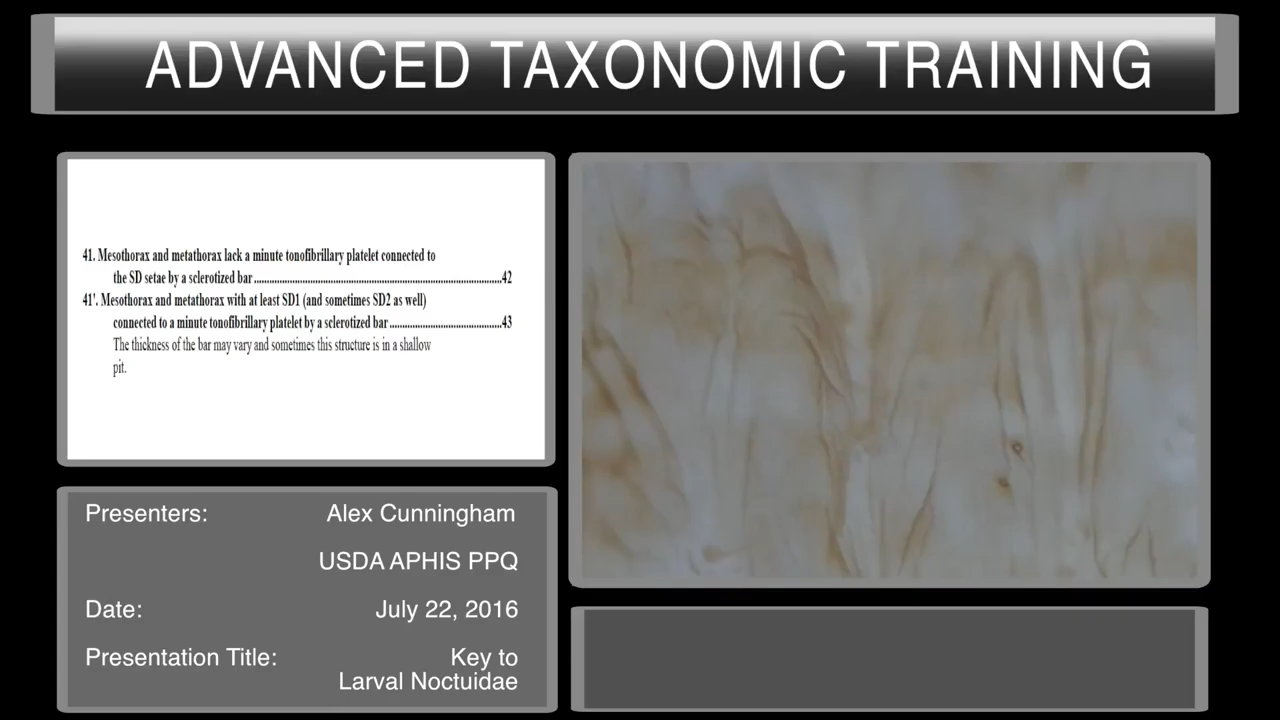 ADVANCED TAXONOMIC TRAINING
41. Mesothorax and metathorax lack a minute tonofibrillary platelet connected to
the SD setae by a sclerotized bar....................................................................................................42
41'. Mesothorax and metathorax with at least SD1 (and sometimes SD2 as well)
connected to a minute tonofibrillary platelet by a sclerotized bar.................................................43
The thickness of the bar may vary and sometimes this structure is in a shallow
pit.
Presenters: Alex Cunningham
USDA APHIS PPQ
Date: July 22, 2016
Presentation Title: Key to
Larval Noctuidae